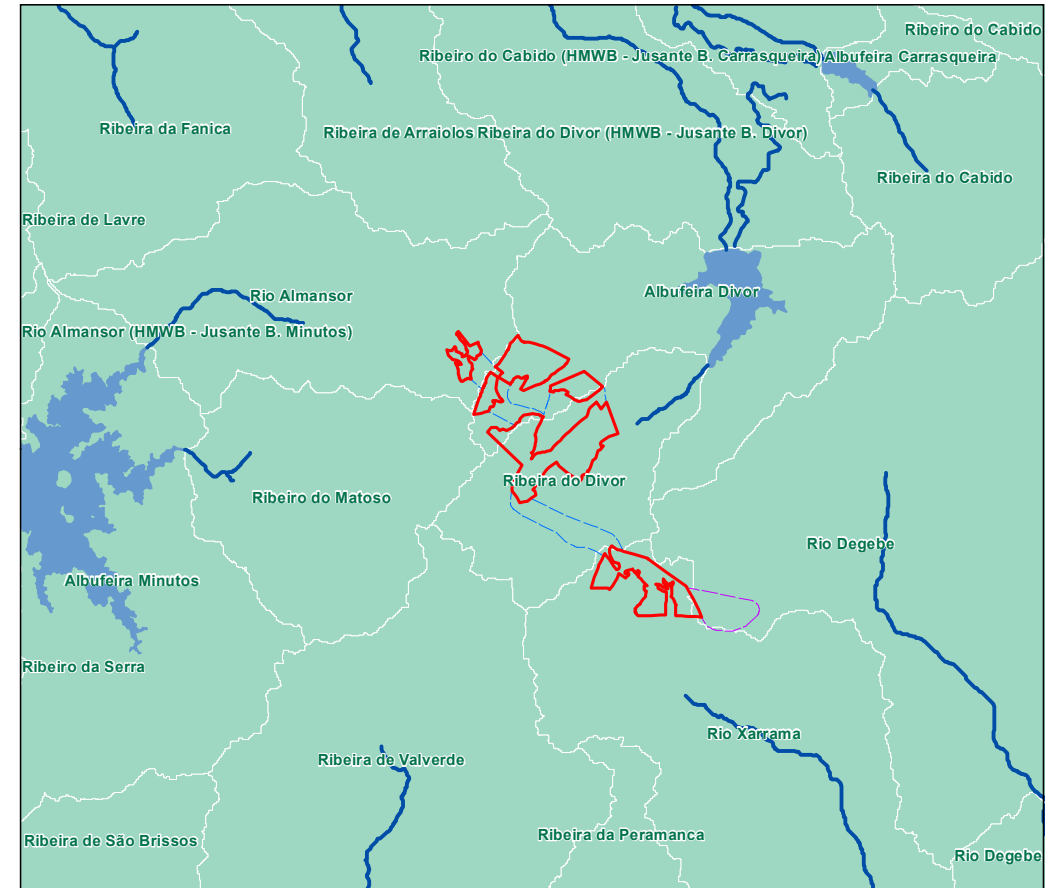 Ribeiro do Cabido
Ribeiro do Cabido (HMWB - Jusante B. Carrasqueira)
Albufeira Carrasqueira
Ribeira da Fanica
Ribeira de Arraiolos
Ribeira do Divor (HMWB - Jusante B. Divor)
Ribeira do Cabido
Ribeira de Lavre
Albufeira Divor
Rio Almansor
Rio Almansor (HMWB - Jusante B. Minutos)
Ribeira do Divor
Ribeiro do Matoso
Rio Degebe
Albufeira Minutos
Ribeiro da Serra
Rio Xarrama
Ribeira de Valverde
Ribeira da Peramanca
Ribeira de São Brissos
Rio Degebe